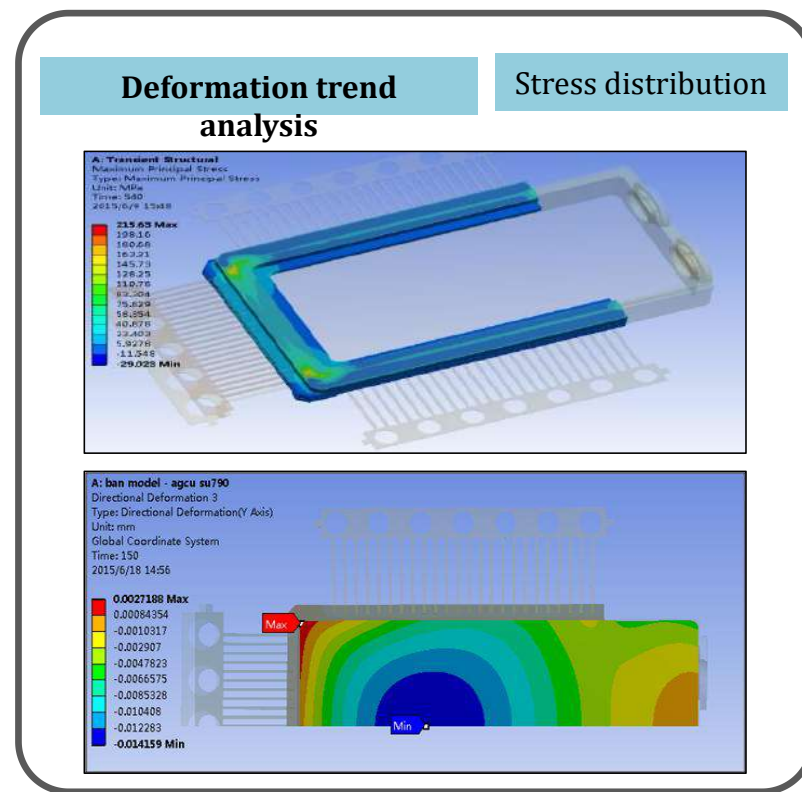 Deformation trend
analysis
Stress distribution
A: Transient Structural
Maximum Principal Stress
Type: Maximum Principal Stress
Unit: MPa
Time: 540
2015/6/9 15:48
215.65 Max
198.16
180.68
163.21
145.73
128.25
110.76
93.304
75.829
58.354
40.878
23.403
5.9278
-11.548
-29.023 Min
A: ban model - agcu su790
Directional Deformation 3
Type: Directional Deformation(Y Axis)
Unit: mm
Global Coordinate System
Time: 150
2015/6/18 14:56
0.0027188 Max
0.00084354
-0.0010317
-0.002907
-0.0047823
-0.0066575
-0.0085328
-0.010408
-0.012283
-0.014159 Min
Max
Min